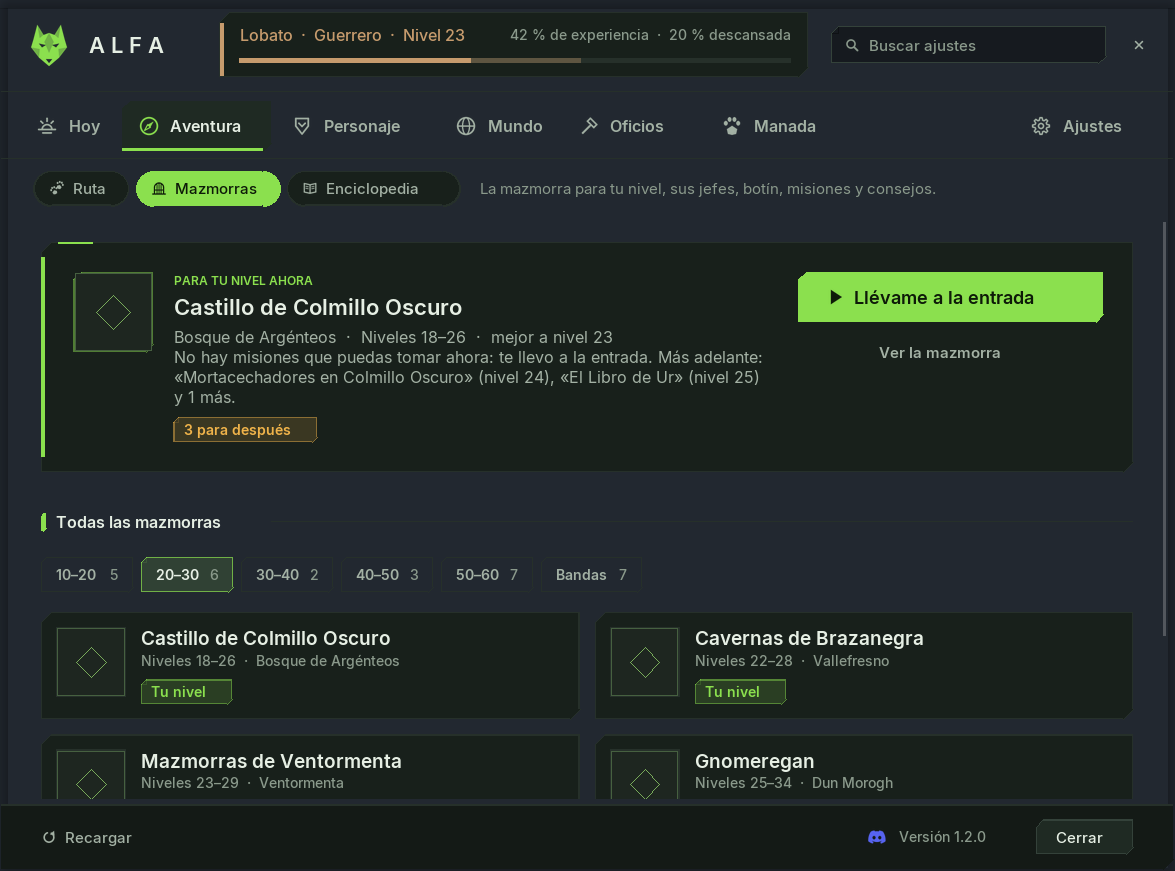 ALFA
Lobato · Guerrero · Nivel 23
42 % de experiencia · 20 % descansada
Buscar ajustes
Hoy
Aventura
Personaje
Mundo
Oficios
Manada
Ajustes
Ruta
Mazmorras
Enciclopedia
La mazmorra para tu nivel, sus jefes, botín, misiones y consejos.
PARA TU NIVEL AHORA
Castillo de Colmillo Oscuro
Bosque de Argénteos · Niveles 18–26 · mejor a nivel 23
No hay misiones que puedas tomar ahora: te llevo a la entrada. Más adelante:
«Mortacechadores en Colmillo Oscuro» (nivel 24), «El Libro de Ur» (nivel 25)
y 1 más.
3 para después
Llévame a la entrada
Ver la mazmorra
Todas las mazmorras
10–20 5
20–30 6
30–40 2
40–50 3
50–60 7
Bandas 7
Castillo de Colmillo Oscuro
Niveles 18–26 · Bosque de Argénteos
Tu nivel
Cavernas de Brazanegra
Niveles 22–28 · Vallefresno
Tu nivel
Mazmorras de Ventormenta
Niveles 23–29 · Ventormenta
Gnomeregan
Niveles 25–34 · Dun Morogh
Recargar
Versión 1.2.0
Cerrar